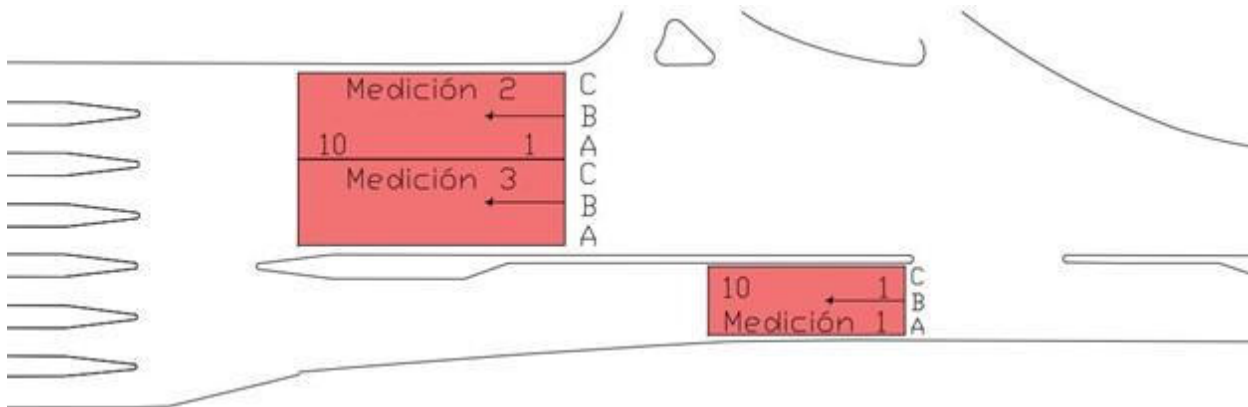 Medición 2 C
B
10 1 A
Medición 3 C
B
A
10 1 C
B
Medición 1 A